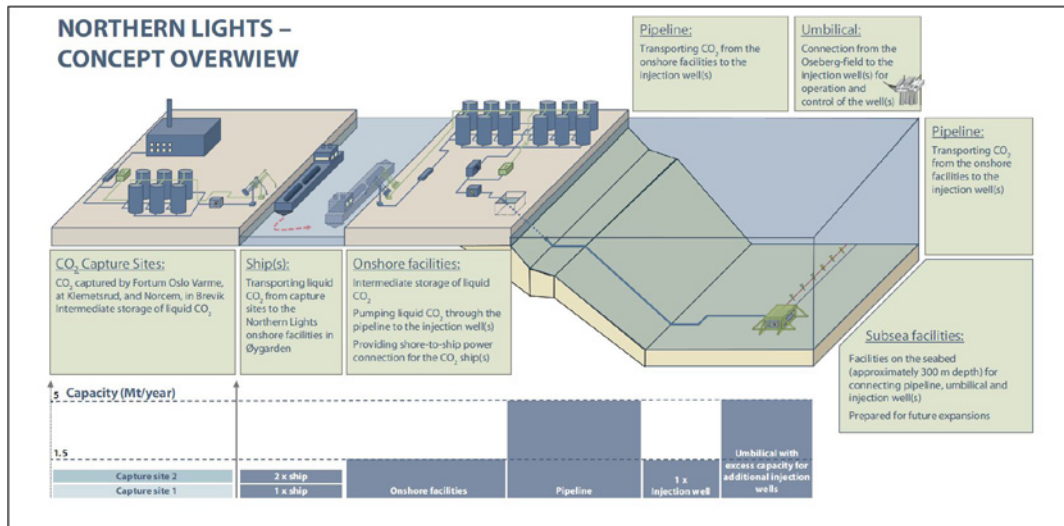 NORTHERN LIGHTS –
CONCEPT OVERWIEW
Pipeline:
Transporting CO₂ from the
onshore facilities to the
injection well(s)
Umbilical:
Connection from the
Oseberg-field to the
injection well(s) for
operation and
control of the well(s)
Pipeline:
Transporting CO₂
from the onshore
facilities to the
injection well(s)
CO₂ Capture Sites:
CO₂ captured by Fortum Oslo Varme,
at Klemetsrud, and Norcem, in Brevik
Intermediate storage of liquid CO₂
Ship(s):
Transporting liquid
CO₂ from capture
sites to the
Northern Lights
onshore facilities in
Øygarden
Onshore facilities:
Intermediate storage of liquid
CO₂
Pumping liquid CO₂ through the
pipeline to the injection well(s)
Providing shore-to-ship power
connection for the CO₂ ship(s)
Subsea facilities:
Facilities on the seabed
(approximately 300 m depth) for
connecting pipeline, umbilical and
injection well(s)
Prepared for future expansions
5 Capacity (Mt/year)
1.5
Capture site 2
Capture site 1
2 x ship
1 x ship
Onshore facilities
Pipeline
1 x
Injection well
Umbilical with
excess capacity for
additional injection
wells